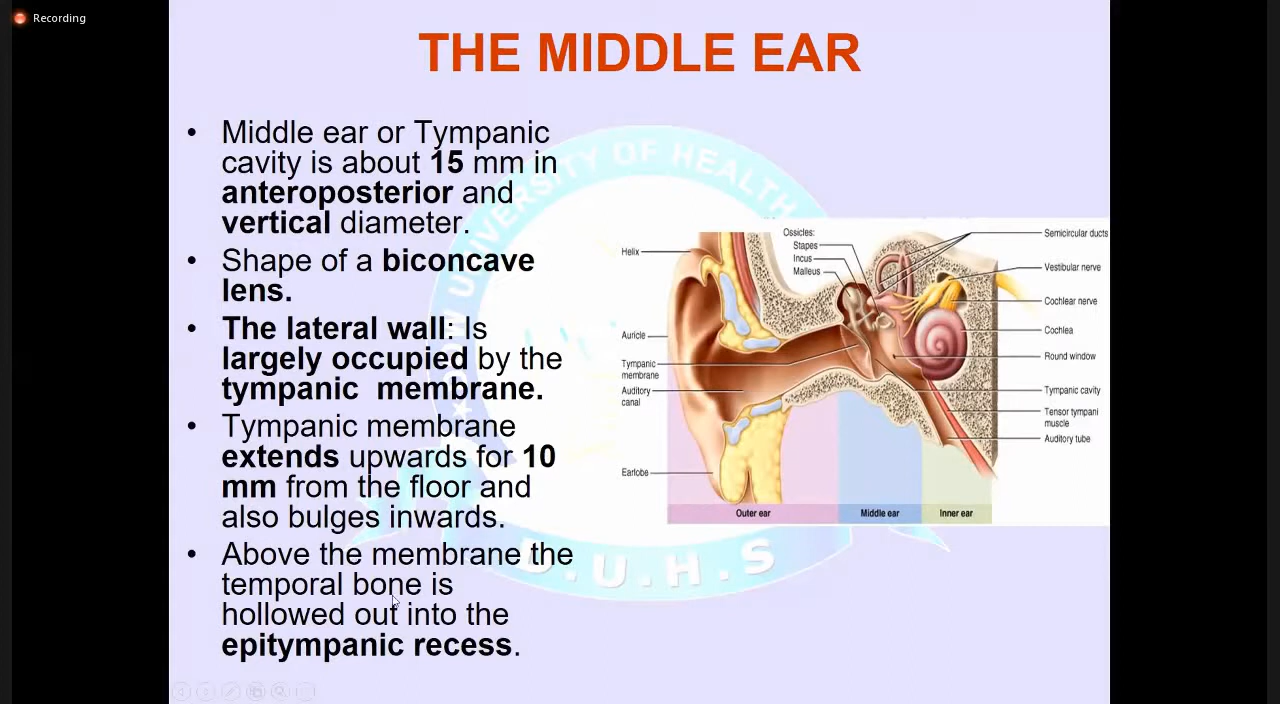 Recording
THE MIDDLE EAR
• Middle ear or Tympanic
cavity is about 15 mm in
anteroposterior and
vertical diameter.
• Shape of a biconcave
lens.
• The lateral wall: Is
largely occupied by the
tympanic membrane.
• Tympanic membrane
extends upwards for 10
mm from the floor and
also bulges inwards.
• Above the membrane the
temporal bone is
hollowed out into the
epitympanic recess.
Ossicles:
Stapes
Incus
Malleus
Helix
Auricle
Tympanic
membrane
Auditory
canal
Earlobe
Semicircular ducts
Vestibular nerve
Cochlear nerve
Cochlea
Round window
Tympanic cavity
Tensor tympani
muscle
Auditory tube
Outer ear
Middle ear
Inner ear
UNIVERSITY OF HEALTH
D.U.H.S